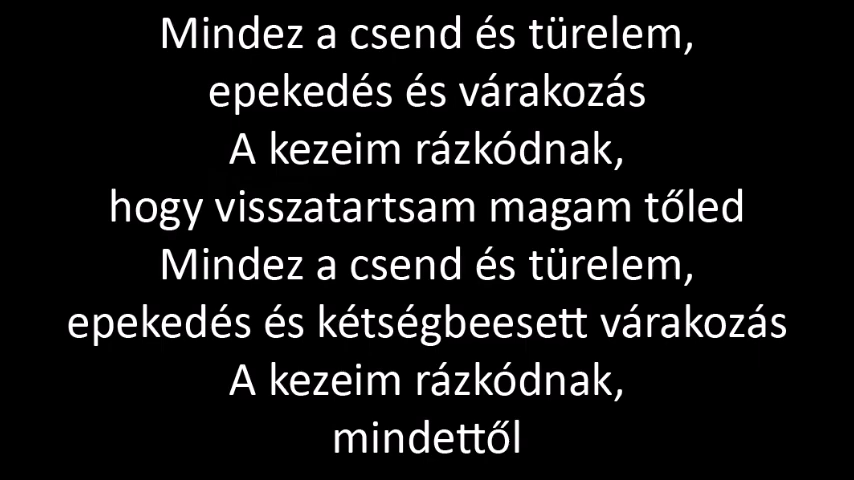 Mindez a csend és türelem,
epekedés és várakozás
A kezeim rázkódnak,
hogy visszatartsam magam tőled
Mindez a csend és türelem,
epekedés és kétségbeesett várakozás
A kezeim rázkódnak,
mindettől